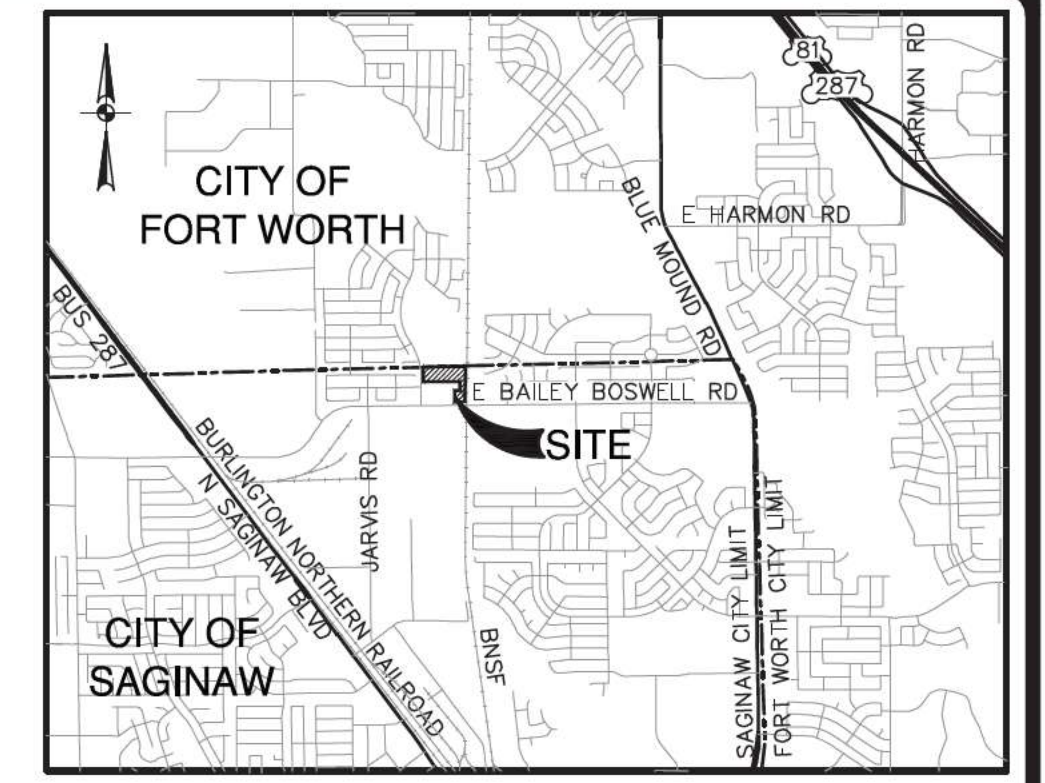 81
287
HARMON RD
CITY OF
FORT WORTH
BLUE MOUND RD
E HARMON RD
BUS 287
E BAILEY BOSWELL RD
SITE
BURLINGTON NORTHERN RAILROAD
N SAGINAW BLVD
JARVIS RD
SAGINAW CITY LIMIT
FORT WORTH CITY LIMIT
CITY OF
SAGINAW
BNSF